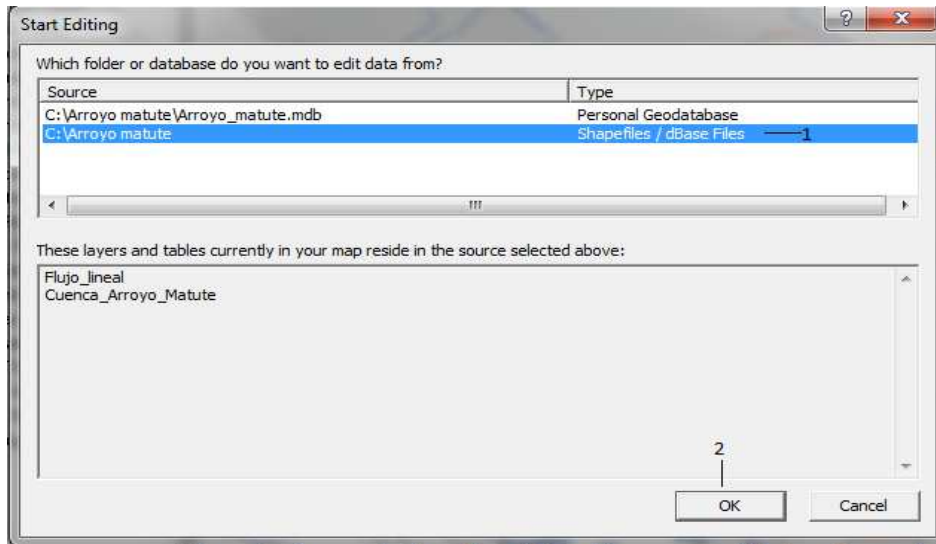 Start Editing
Which folder or database do you want to edit data from?
Source Type
C:\Arroyo matute\Arroyo_matute.mdb Personal Geodatabase
C:\Arroyo matute Shapefiles / dBase Files 1
These layers and tables currently in your map reside in the source selected above:
Flujo_lineal
Cuenca_Arroyo_Matute
2
OK Cancel